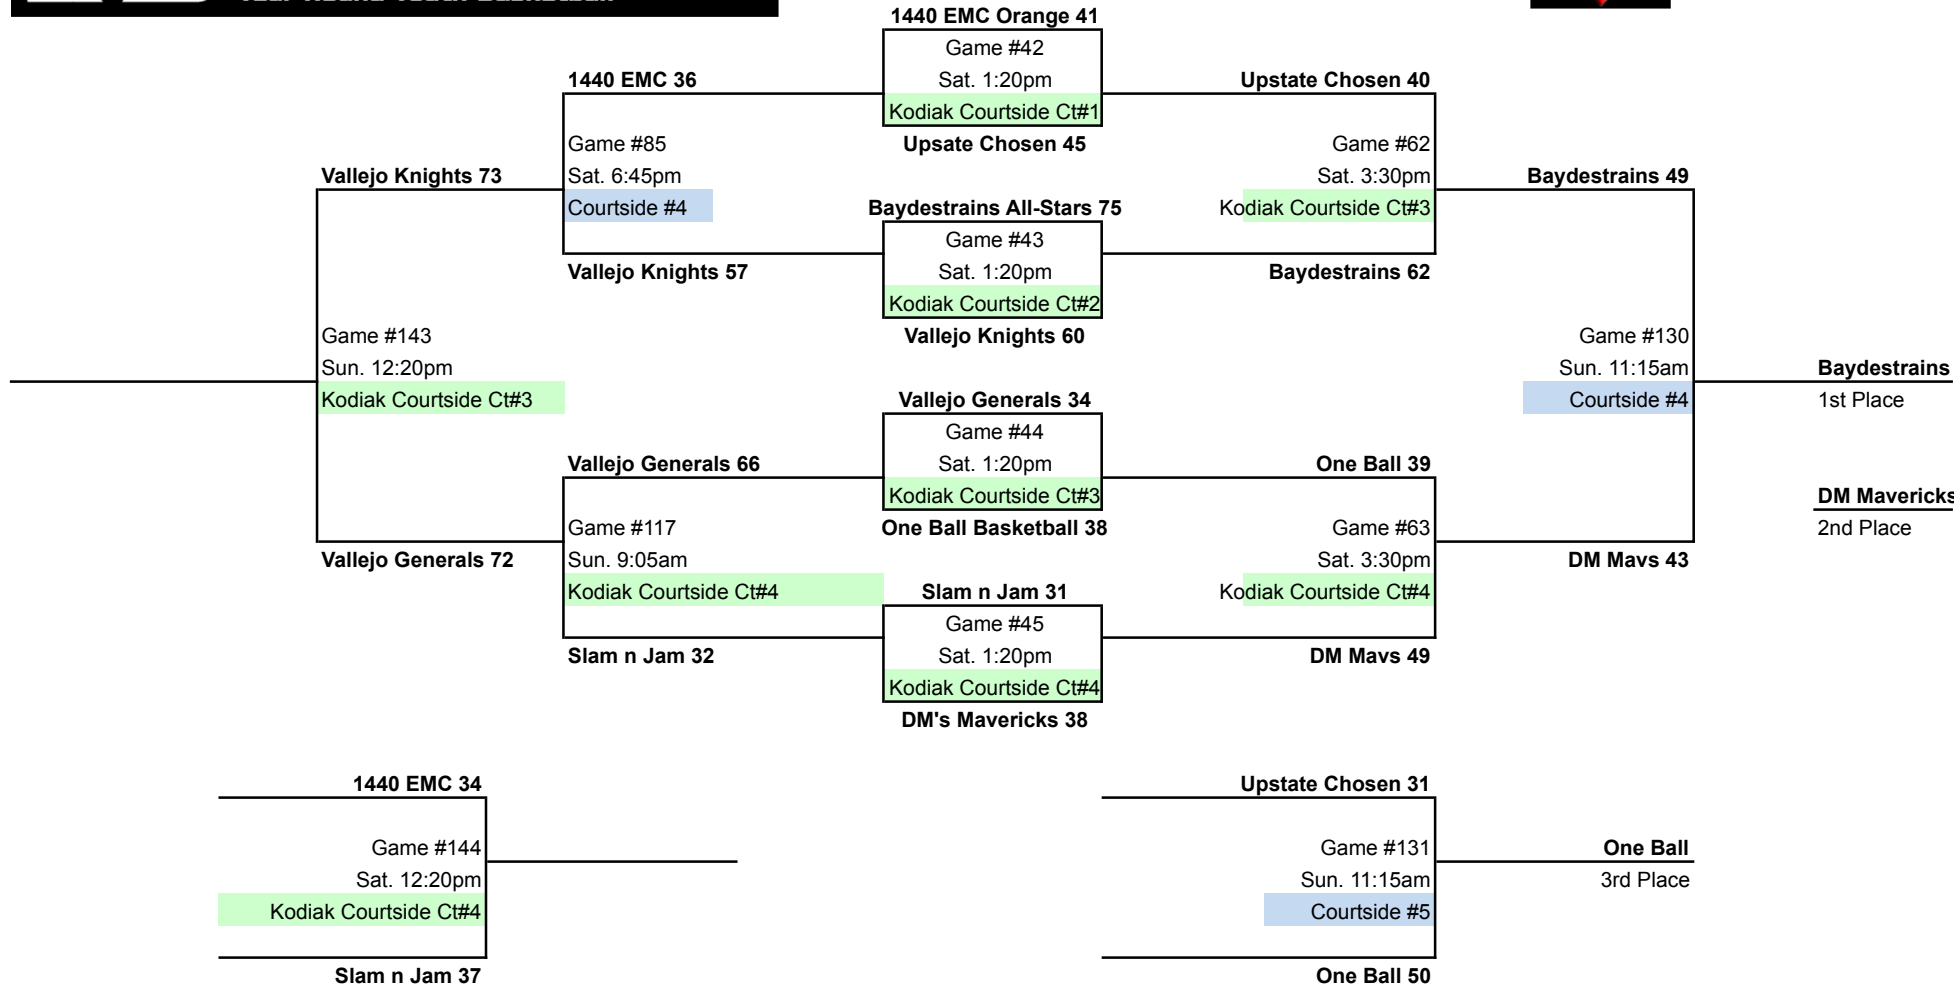 Year Round Youth Basketball
1440 EMC Orange 41
Game #42
1440 EMC 36
Sat. 1:20pm
Upstate Chosen 40
Kodiak Courtside Ct#1
Game #85
Upsate Chosen 45
Game #62
Vallejo Knights 73
Sat. 6:45pm
Sat. 3:30pm
Baydestrains 49
Courtside #4
Baydestrains All-Stars 75
Kodiak Courtside Ct#3
Game #43
Vallejo Knights 57
Sat. 1:20pm
Baydestrains 62
Kodiak Courtside Ct#2
Game #143
Vallejo Knights 60
Game #130
Sun. 12:20pm
Sun. 11:15am
Baydestrains
Kodiak Courtside Ct#3
Vallejo Generals 34
Courtside #4
1st Place
Game #44
Vallejo Generals 66
Sat. 1:20pm
One Ball 39
Kodiak Courtside Ct#3
DM Mavericks
Game #117
One Ball Basketball 38
Game #63
2nd Place
Vallejo Generals 72
Sun. 9:05am
Sat. 3:30pm
DM Mavs 43
Kodiak Courtside Ct#4
Slam n Jam 31
Kodiak Courtside Ct#4
Game #45
Slam n Jam 32
Sat. 1:20pm
DM Mavs 49
Kodiak Courtside Ct#4
DM's Mavericks 38
1440 EMC 34
Upstate Chosen 31
Game #144
Game #131
One Ball
Sat. 12:20pm
Sun. 11:15am
3rd Place
Kodiak Courtside Ct#4
Courtside #5
Slam n Jam 37
One Ball 50